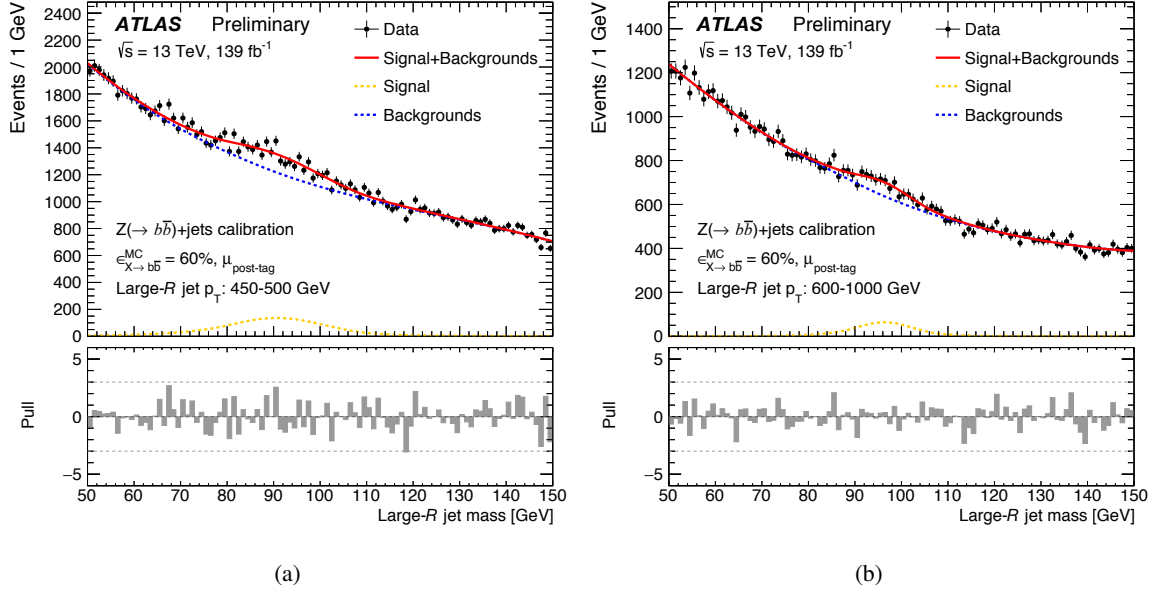 ATLAS Preliminary
√s = 13 TeV, 139 fb⁻¹
Data
Signal+Backgrounds
Signal
Backgrounds
Z(→ bb̄)+jets calibration
ϵ^MC_X→bb̄ = 60%, μ_post-tag
Large-R jet p_T: 450-500 GeV
Events / 1 GeV
2400
2200
2000
1800
1600
1400
1200
1000
800
600
400
200
0
Pull
5
0
−5
50 60 70 80 90 100 110 120 130 140 150
Large-R jet mass [GeV]
(a)
ATLAS Preliminary
√s = 13 TeV, 139 fb⁻¹
Data
Signal+Backgrounds
Signal
Backgrounds
Z(→ bb̄)+jets calibration
ϵ^MC_X→bb̄ = 60%, μ_post-tag
Large-R jet p_T: 600-1000 GeV
Events / 1 GeV
1400
1200
1000
800
600
400
200
0
Pull
5
0
−5
50 60 70 80 90 100 110 120 130 140 150
Large-R jet mass [GeV]
(b)